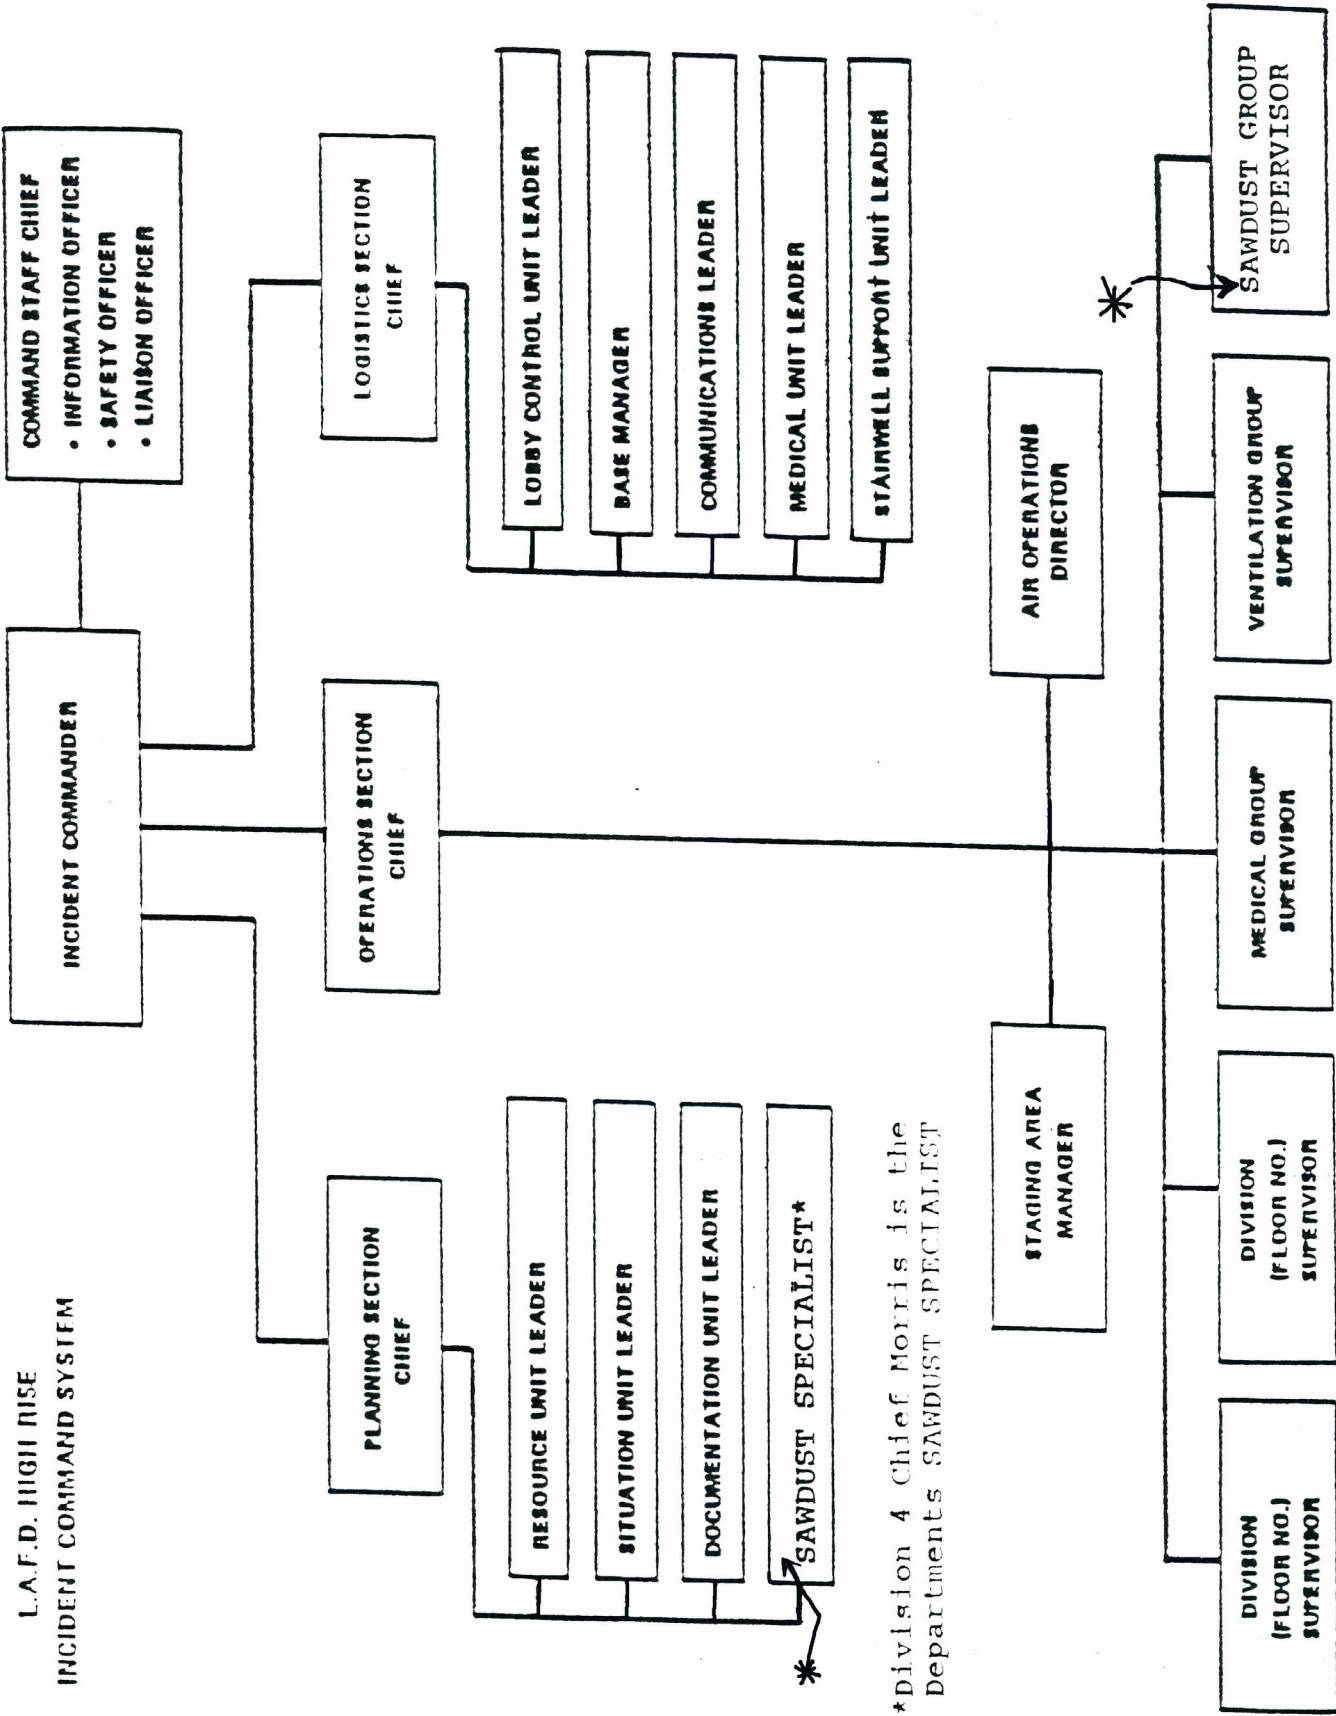 L.A.F.D. HIGH RISE
INCIDENT COMMAND SYSTEM
INCIDENT COMMANDER
COMMAND STAFF CHIEF
• INFORMATION OFFICER
• SAFETY OFFICER
• LIAISON OFFICER
PLANNING SECTION
CHIEF
OPERATIONS SECTION
CHIEF
LOGISTICS SECTION
CHIEF
RESOURCE UNIT LEADER
SITUATION UNIT LEADER
DOCUMENTATION UNIT LEADER
SAWDUST SPECIALIST*
*
LOBBY CONTROL UNIT LEADER
BASE MANAGER
COMMUNICATIONS LEADER
MEDICAL UNIT LEADER
STAIRWELL SUPPORT UNIT LEADER
*Division 4 Chief Morris is the
Departments SAWDUST SPECIALIST
STAGING AREA
MANAGER
AIR OPERATIONS
DIRECTOR
*
DIVISION
(FLOOR NO.)
SUPERVISOR
DIVISION
(FLOOR NO.)
SUPERVISOR
MEDICAL GROUP
SUPERVISOR
VENTILATION GROUP
SUPERVISOR
SAWDUST GROUP
SUPERVISOR